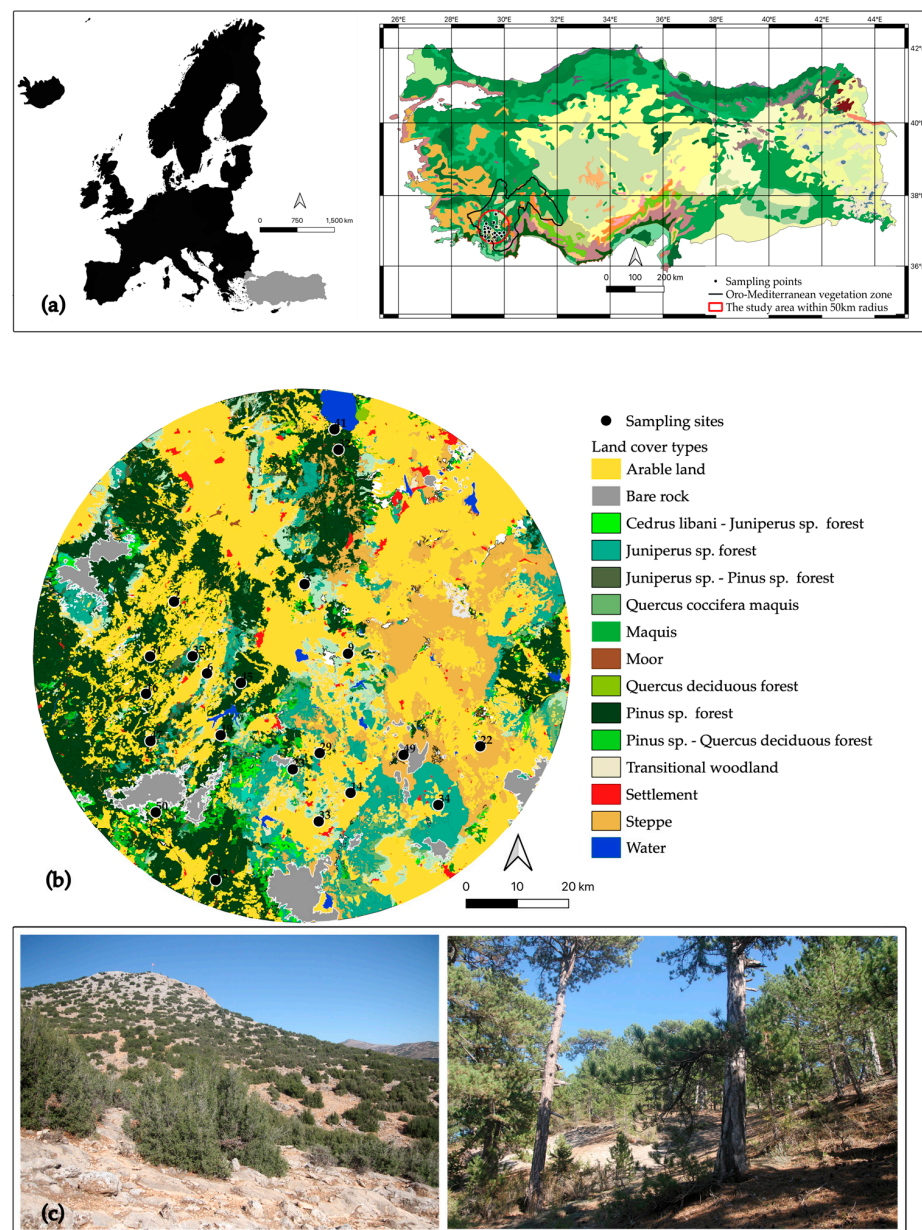 26°E 28°E 30°E 32°E 34°E 36°E 38°E 40°E 42°E 44°E
42°N
40°N
38°N
36°N
0 750 1,500 km
0 100 200 km
(a)
Sampling points
Oro-Mediterranean vegetation zone
The study area within 50km radius
Sampling sites
Land cover types
Arable land
Bare rock
Cedrus libani - Juniperus sp. forest
Juniperus sp. forest
Juniperus sp. - Pinus sp. forest
Quercus coccifera maquis
Maquis
Moor
Quercus deciduous forest
Pinus sp. forest
Pinus sp. - Quercus deciduous forest
Transitional woodland
Settlement
Steppe
Water
9
29
22
33
34
50
(b)
0 10 20 km
(c)